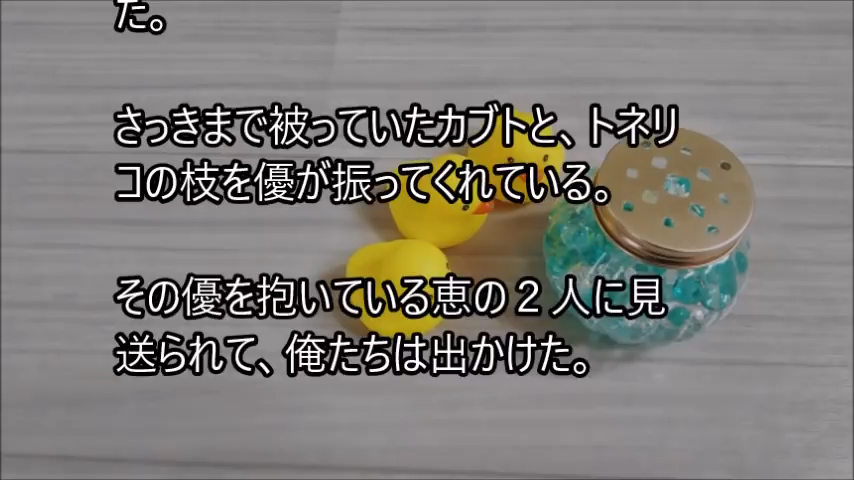 た。
さっきまで被っていたカブトと、トネリ
コの枝を優が振ってくれている。
その優を抱いている恵の２人に見
送られて、俺たちは出かけた。